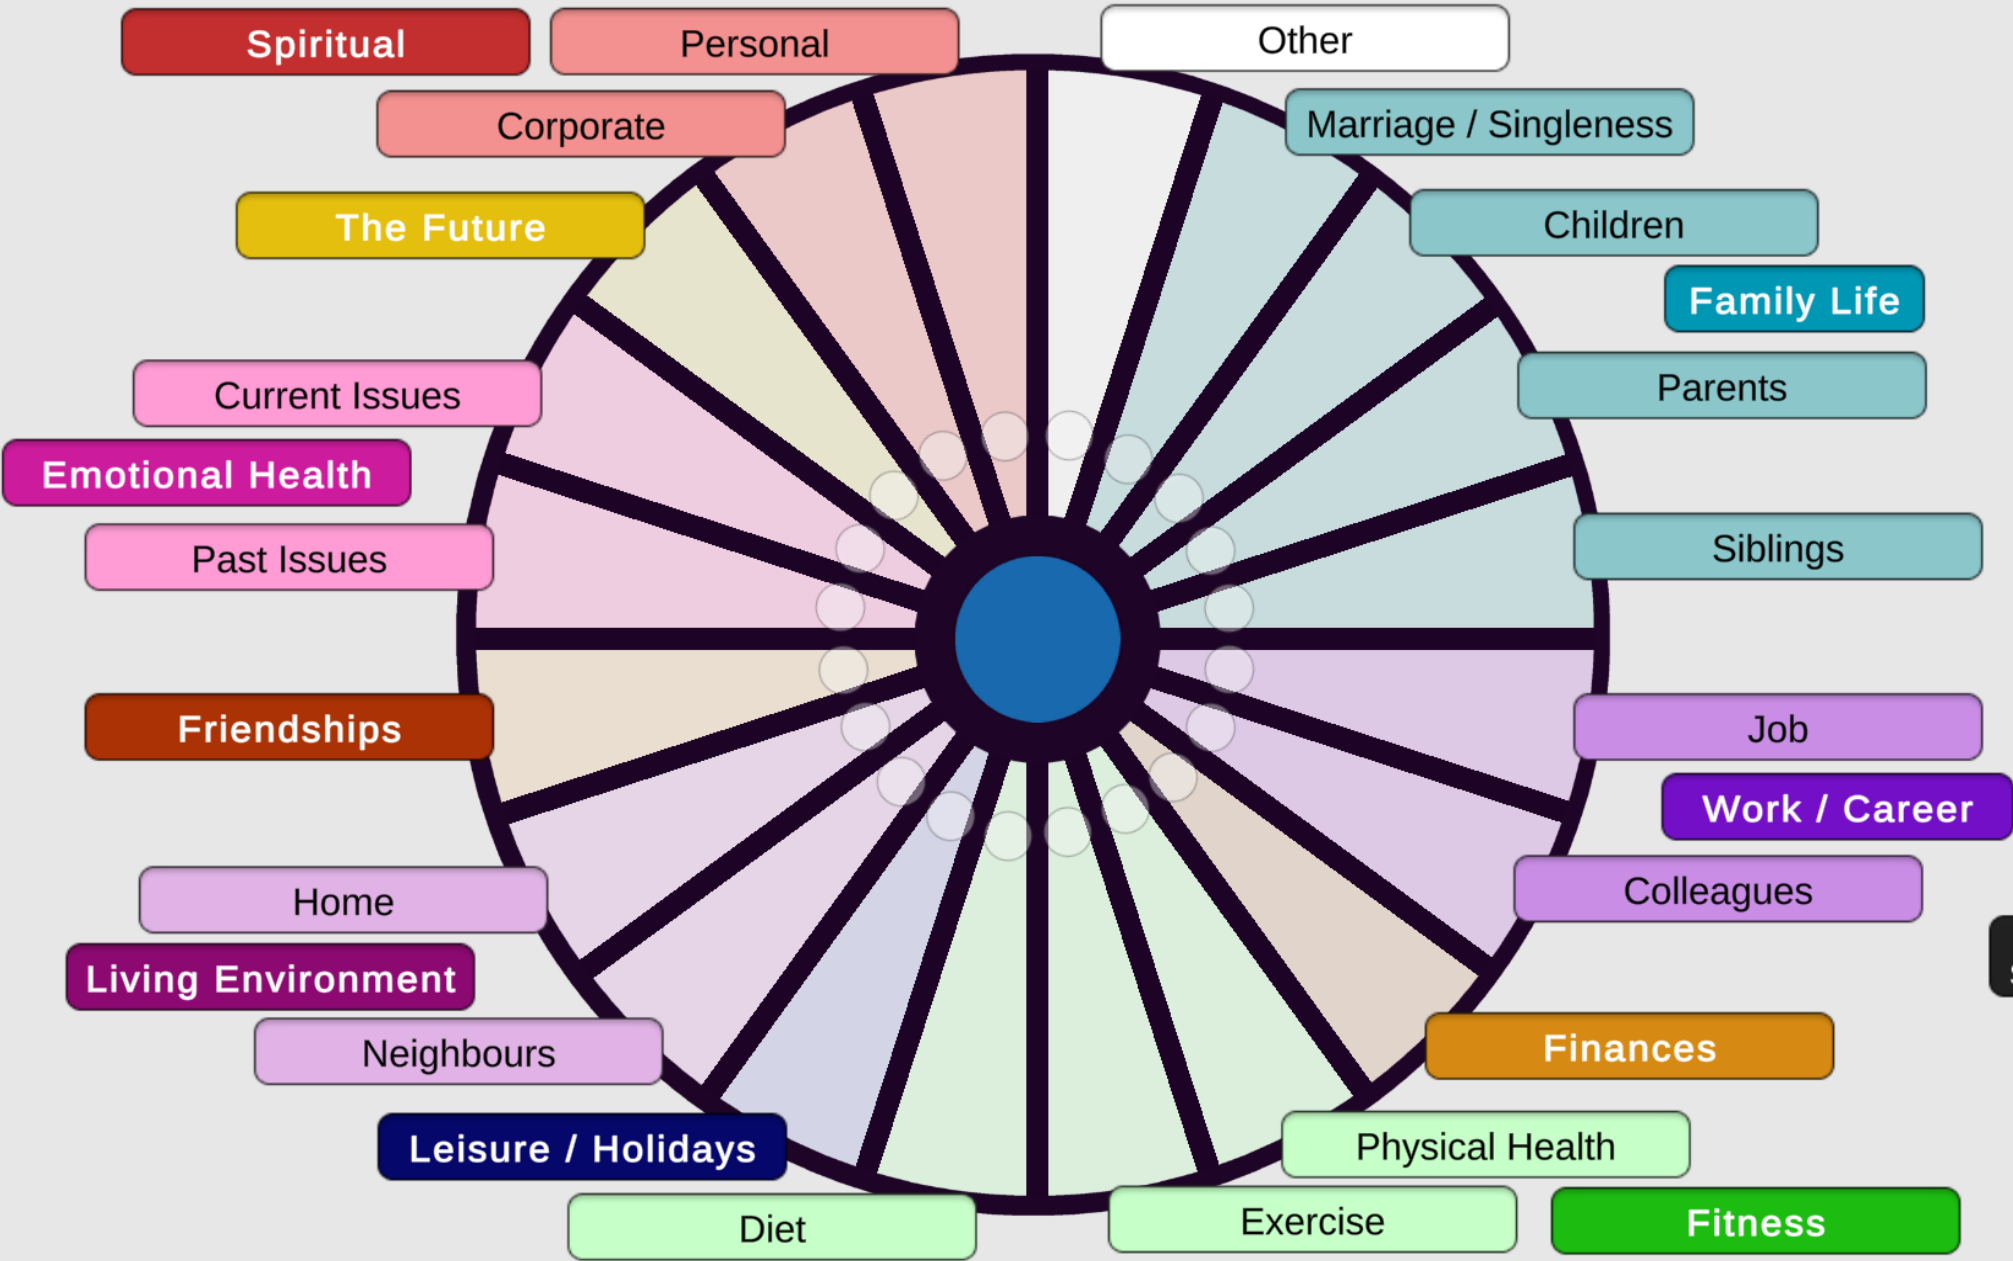 Spiritual
Personal
Other
Corporate
Marriage / Singleness
The Future
Children
Family Life
Current Issues
Parents
Emotional Health
Past Issues
Siblings
Friendships
Job
Work / Career
Home
Colleagues
Living Environment
Neighbours
Finances
Leisure / Holidays
Physical Health
Diet
Exercise
Fitness